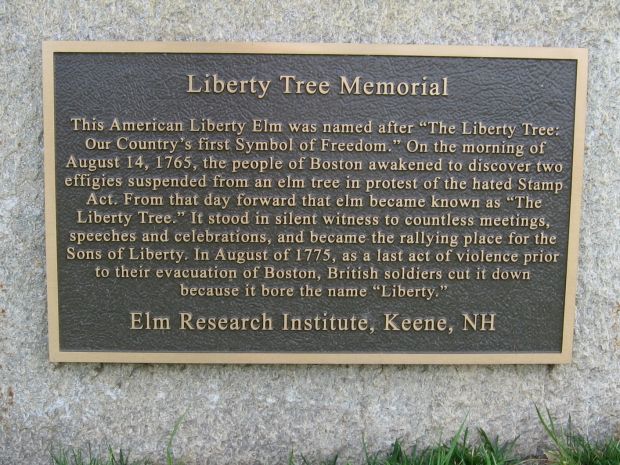 Liberty Tree Memorial
This American Liberty Elm was named after “The Liberty Tree:
Our Country’s first Symbol of Freedom.” On the morning of
August 14, 1765, the people of Boston awakened to discover two
effigies suspended from an elm tree in protest of the hated Stamp
Act. From that day forward that elm became known as “The
Liberty Tree.” It stood in silent witness to countless meetings,
speeches and celebrations, and became the rallying place for the
Sons of Liberty. In August of 1775, as a last act of violence prior
to their evacuation of Boston, British soldiers cut it down
because it bore the name “Liberty.”
Elm Research Institute, Keene, NH